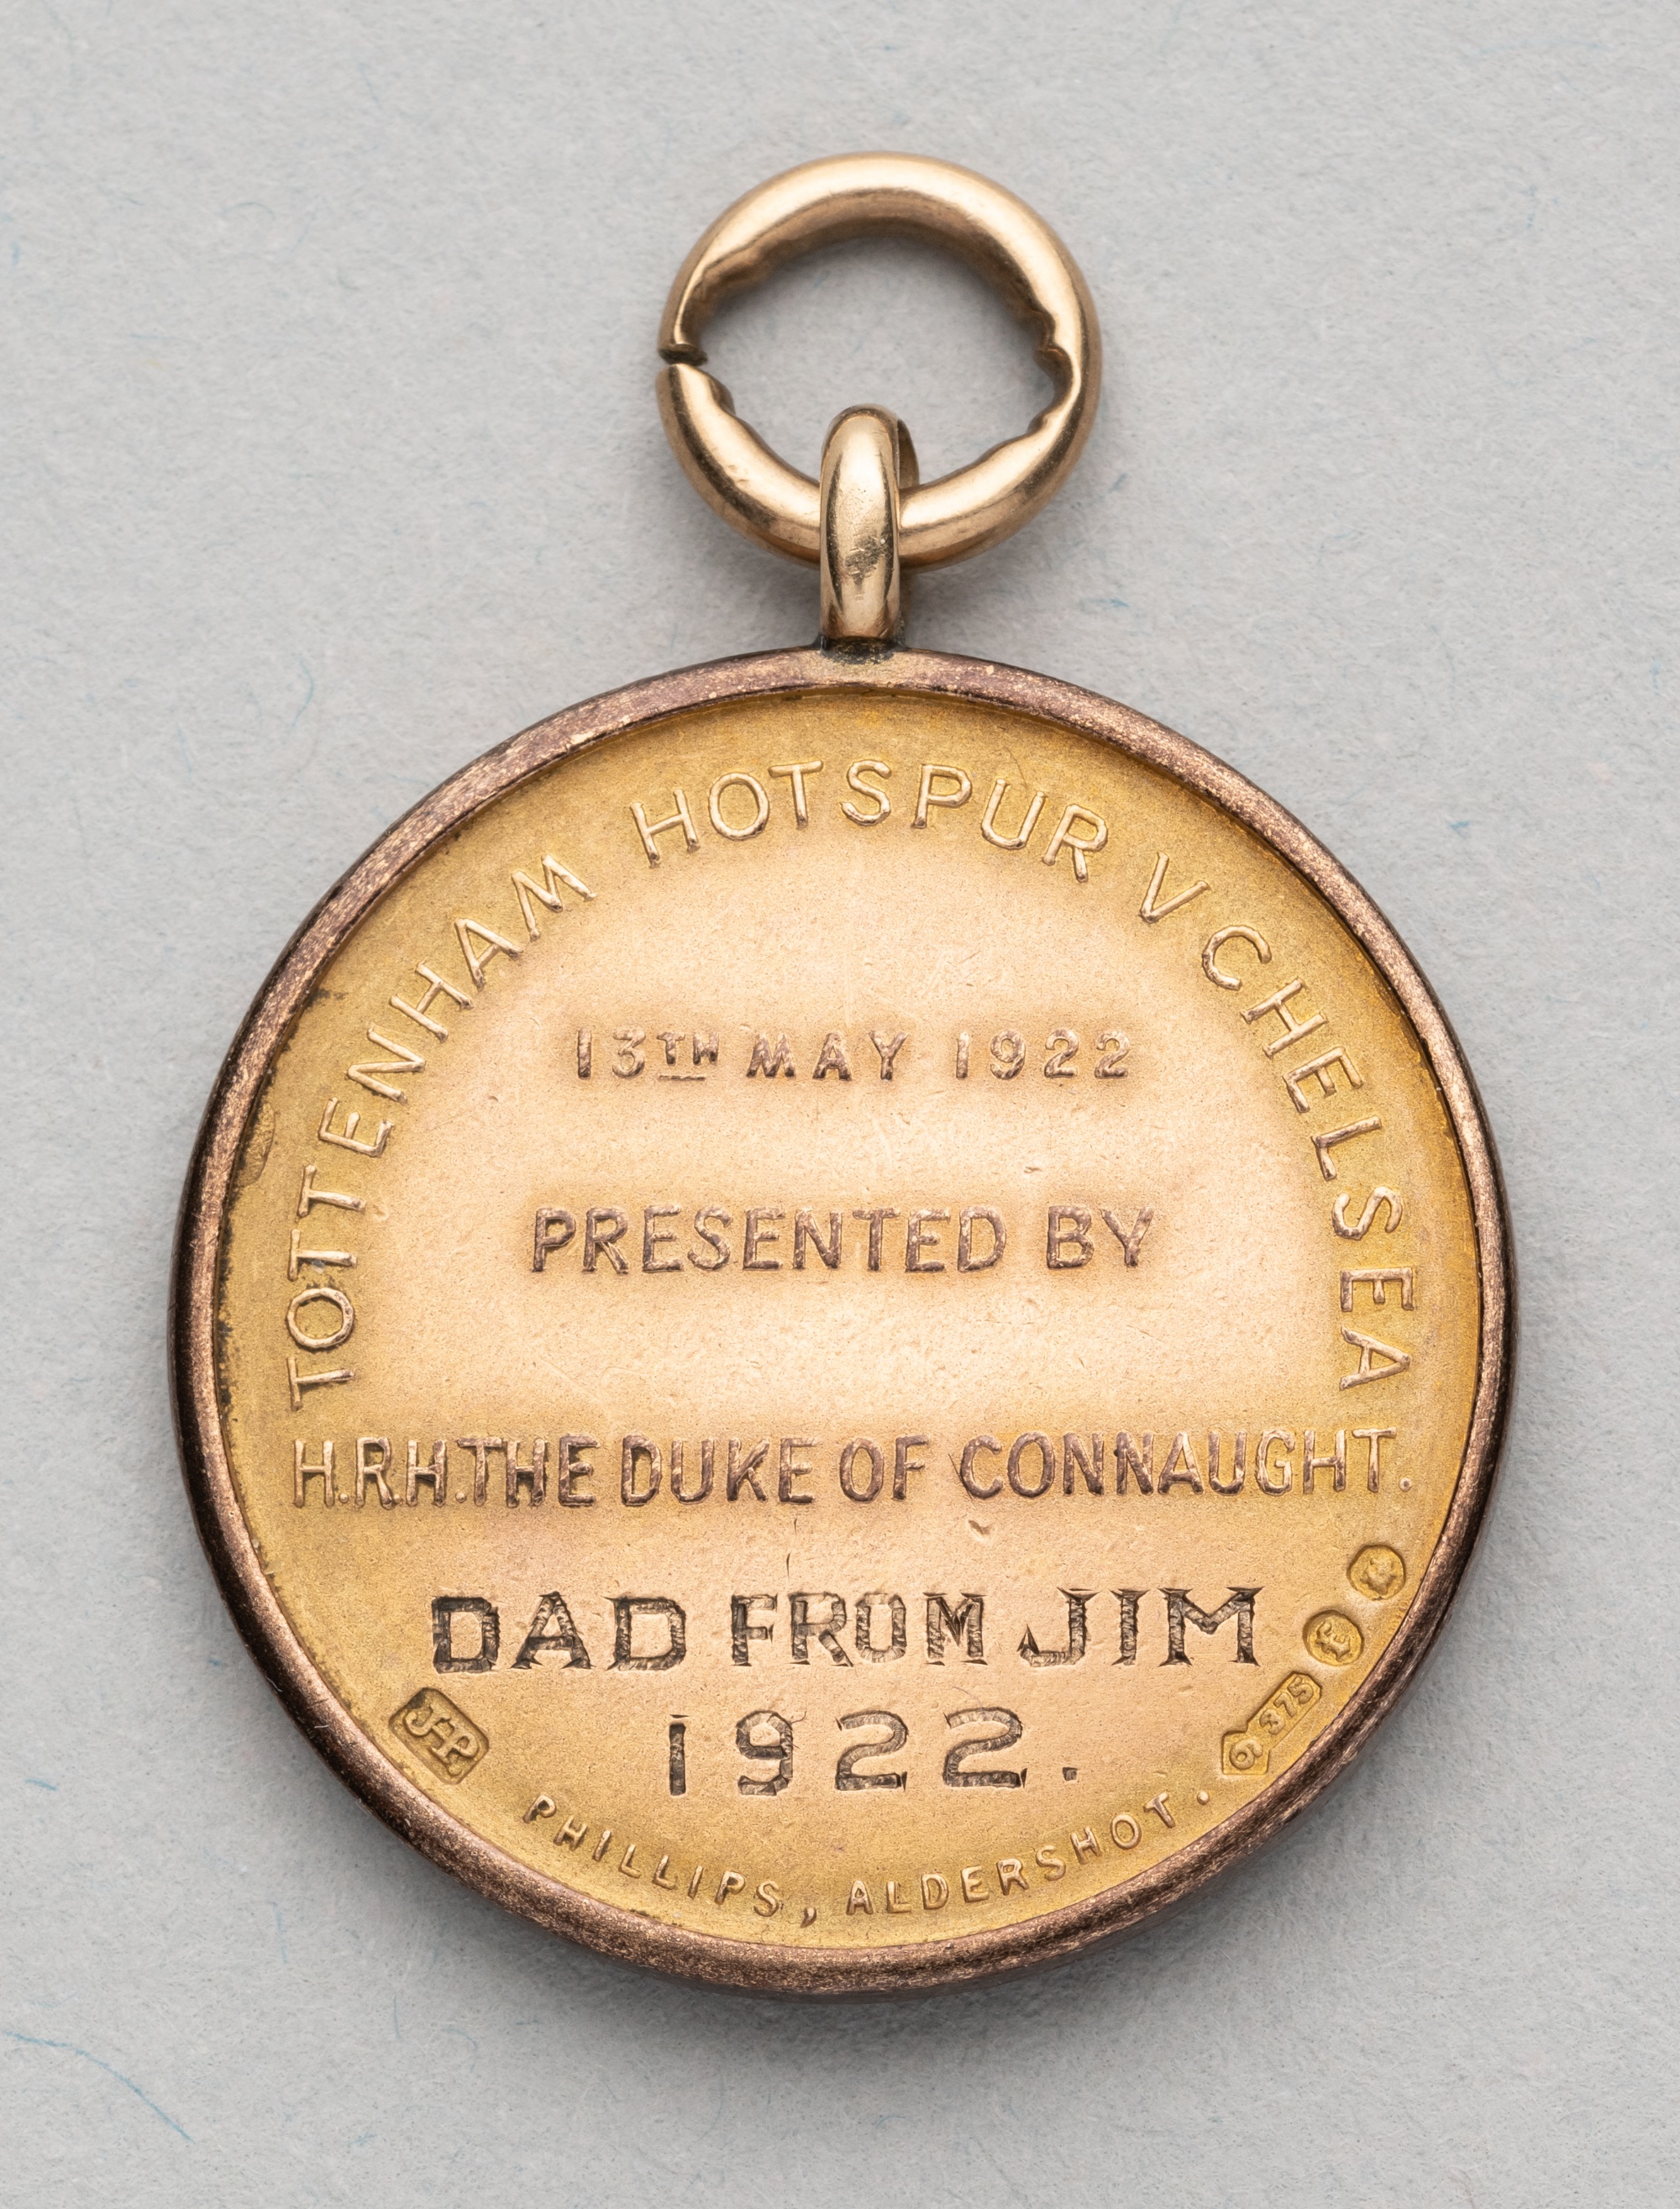 TOTTENHAM HOTSPUR V CHELSEA
13TH MAY 1922
PRESENTED BY
H.R.H. THE DUKE OF CONNAUGHT.
DAD FROM JIM
1922.
J·P
9 .375
PHILLIPS, ALDERSHOT.